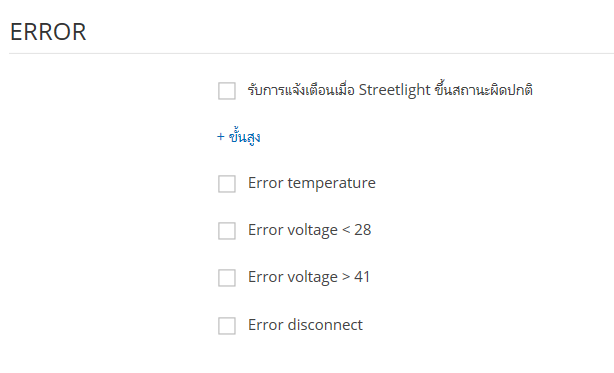 ERROR
รับการแจ้งเตือนเมื่อ Streetlight ขึ้นสถานะผิดปกติ
+ ขั้นสูง
Error temperature
Error voltage < 28
Error voltage > 41
Error disconnect